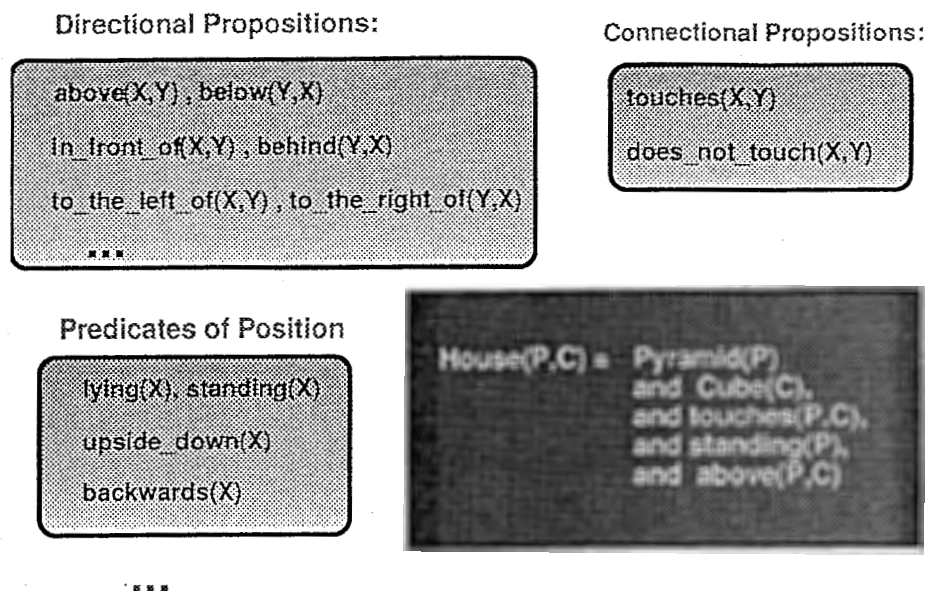 Directional Propositions:
above(X,Y) , below(Y,X)
in_front_of(X,Y) , behind(Y,X)
to_the_left_of(X,Y) , to_the_right_of(Y,X)
...
Connectional Propositions:
touches(X,Y)
does_not_touch(X,Y)
Predicates of Position
lying(X), standing(X)
upside_down(X)
backwards(X)
...
House(P,C) = Pyramid(P)
and Cube(C),
and touches(P,C),
and standing(P),
and above(P,C)